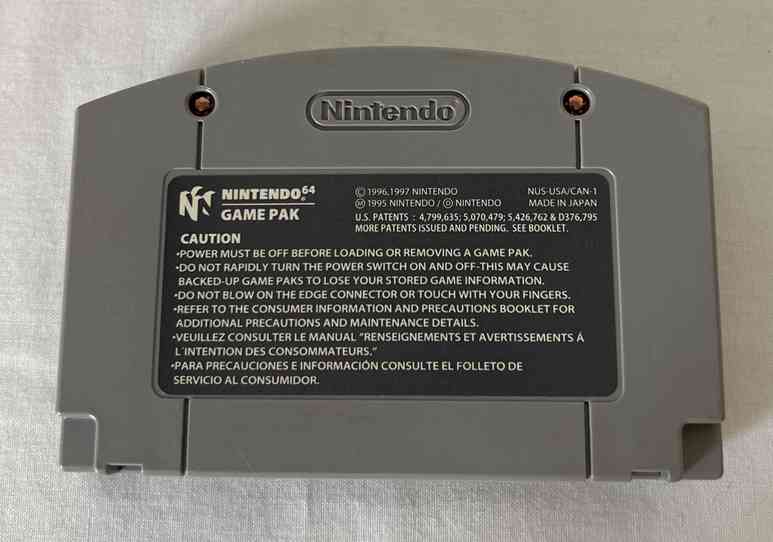 Nintendo
NINTENDO 64
GAME PAK
© 1996,1997 NINTENDO
NUS-USA/CAN-1
Ⓜ 1995 NINTENDO / Ⓓ NINTENDO
MADE IN JAPAN
U.S. PATENTS : 4,799,635; 5,070,479; 5,426,762 & D376,795
MORE PATENTS ISSUED AND PENDING. SEE BOOKLET.
CAUTION
•POWER MUST BE OFF BEFORE LOADING OR REMOVING A GAME PAK.
•DO NOT RAPIDLY TURN THE POWER SWITCH ON AND OFF-THIS MAY CAUSE
BACKED-UP GAME PAKS TO LOSE YOUR STORED GAME INFORMATION.
•DO NOT BLOW ON THE EDGE CONNECTOR OR TOUCH WITH YOUR FINGERS.
•REFER TO THE CONSUMER INFORMATION AND PRECAUTIONS BOOKLET FOR
ADDITIONAL PRECAUTIONS AND MAINTENANCE DETAILS.
•VEUILLEZ CONSULTER LE MANUAL "RENSEIGNEMENTS ET AVERTISSEMENTS Á
L'INTENTION DES CONSOMMATEURS."
•PARA PRECAUCIONES E INFORMACIÓN CONSULTE EL FOLLETO DE
SERVICIO AL CONSUMIDOR.